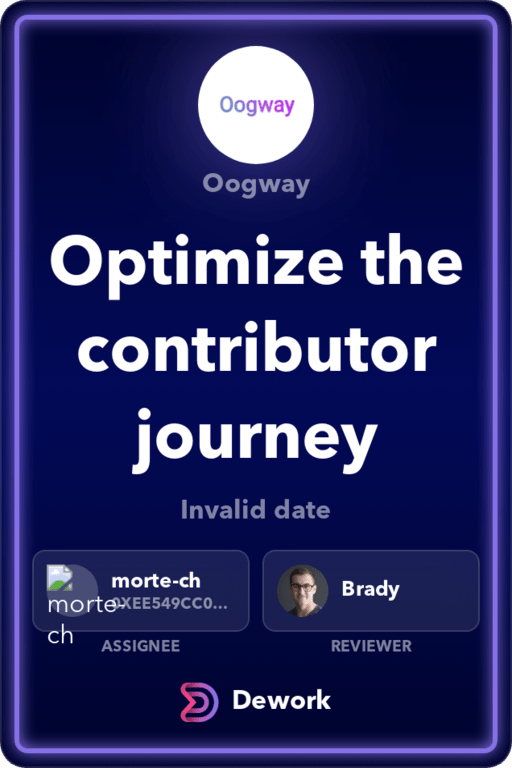 Oogway
Oogway
Optimize the
contributor
journey
Invalid date
morte-ch
0XEE549CC0...
morte-
ch
Brady
ASSIGNEE
REVIEWER
Dework